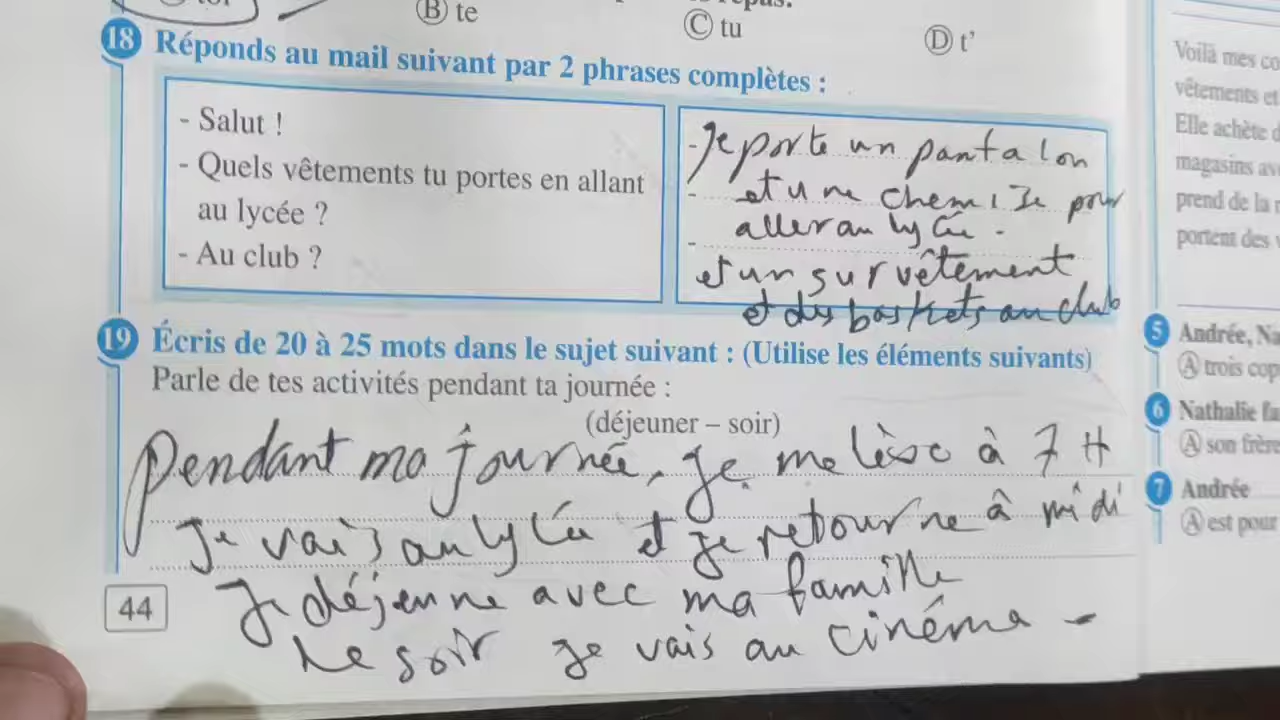 B te
C tu
D t'
18 Réponds au mail suivant par 2 phrases complètes :
- Salut !
- Quels vêtements tu portes en allant
au lycée ?
- Au club ?
- Je porte un pantalon
- et une chemise pour
aller au lycée.
-
et un survêtement
et des baskets au club
19 Écris de 20 à 25 mots dans le sujet suivant : (Utilise les éléments suivants)
Parle de tes activités pendant ta journée :
(déjeuner – soir)
Pendant ma journée, je me lève à 7 H
Je vais au lycée et je retourne à midi
Je déjeune avec ma famille
Le soir je vais au cinéma -
44
Voilà mes
vêtements et
Elle achète
magasins
prend de la
portent des
5 Andrée,
A trois
6 Nathalie
A son frère
7 Andrée
A est pour